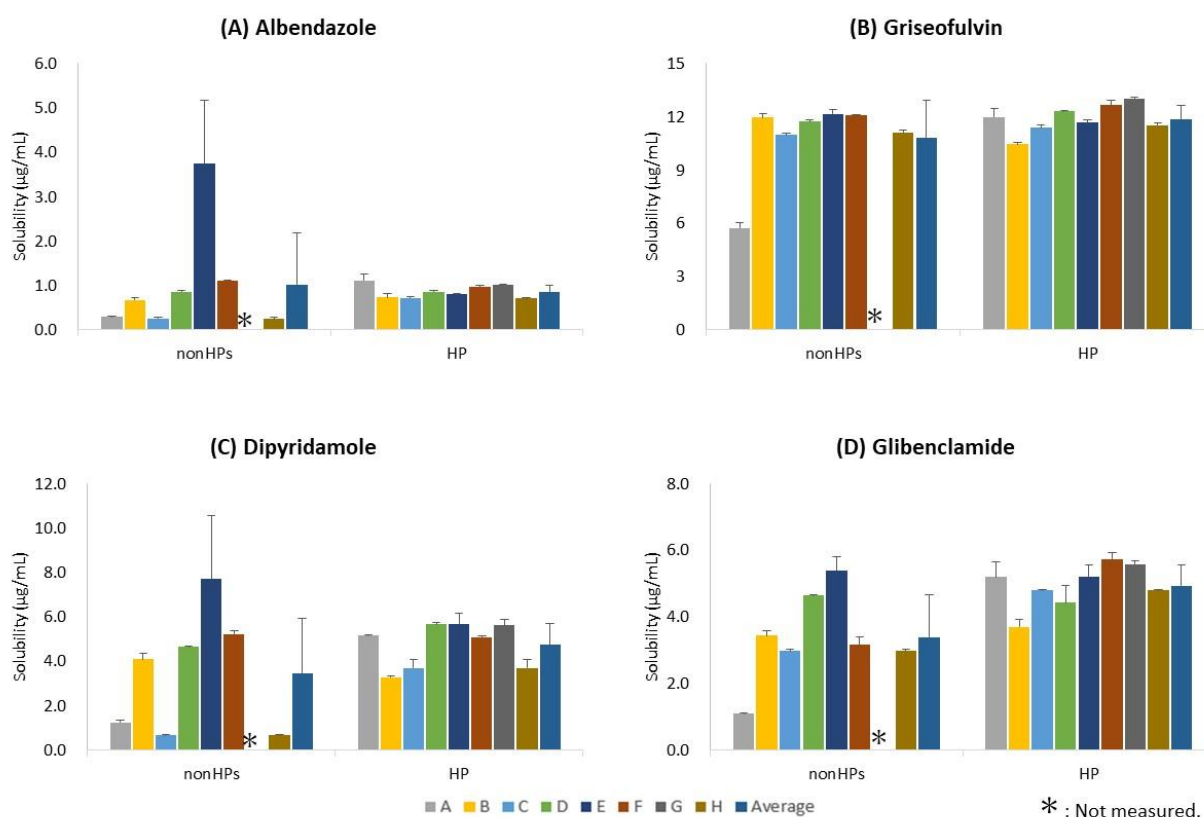 (A) Albendazole
Solubility (µg/mL)
6.0
5.0
4.0
3.0
2.0
1.0
0.0
*
nonHPs HP
(B) Griseofulvin
Solubility (µg/mL)
15
12
9
6
3
0
*
nonHPs HP
(C) Dipyridamole
Solubility (µg/mL)
12.0
10.0
8.0
6.0
4.0
2.0
0.0
*
nonHPs HP
(D) Glibenclamide
Solubility (µg/mL)
8.0
6.0
4.0
2.0
0.0
*
nonHPs HP
A B C D E F G H Average
* : Not measured.